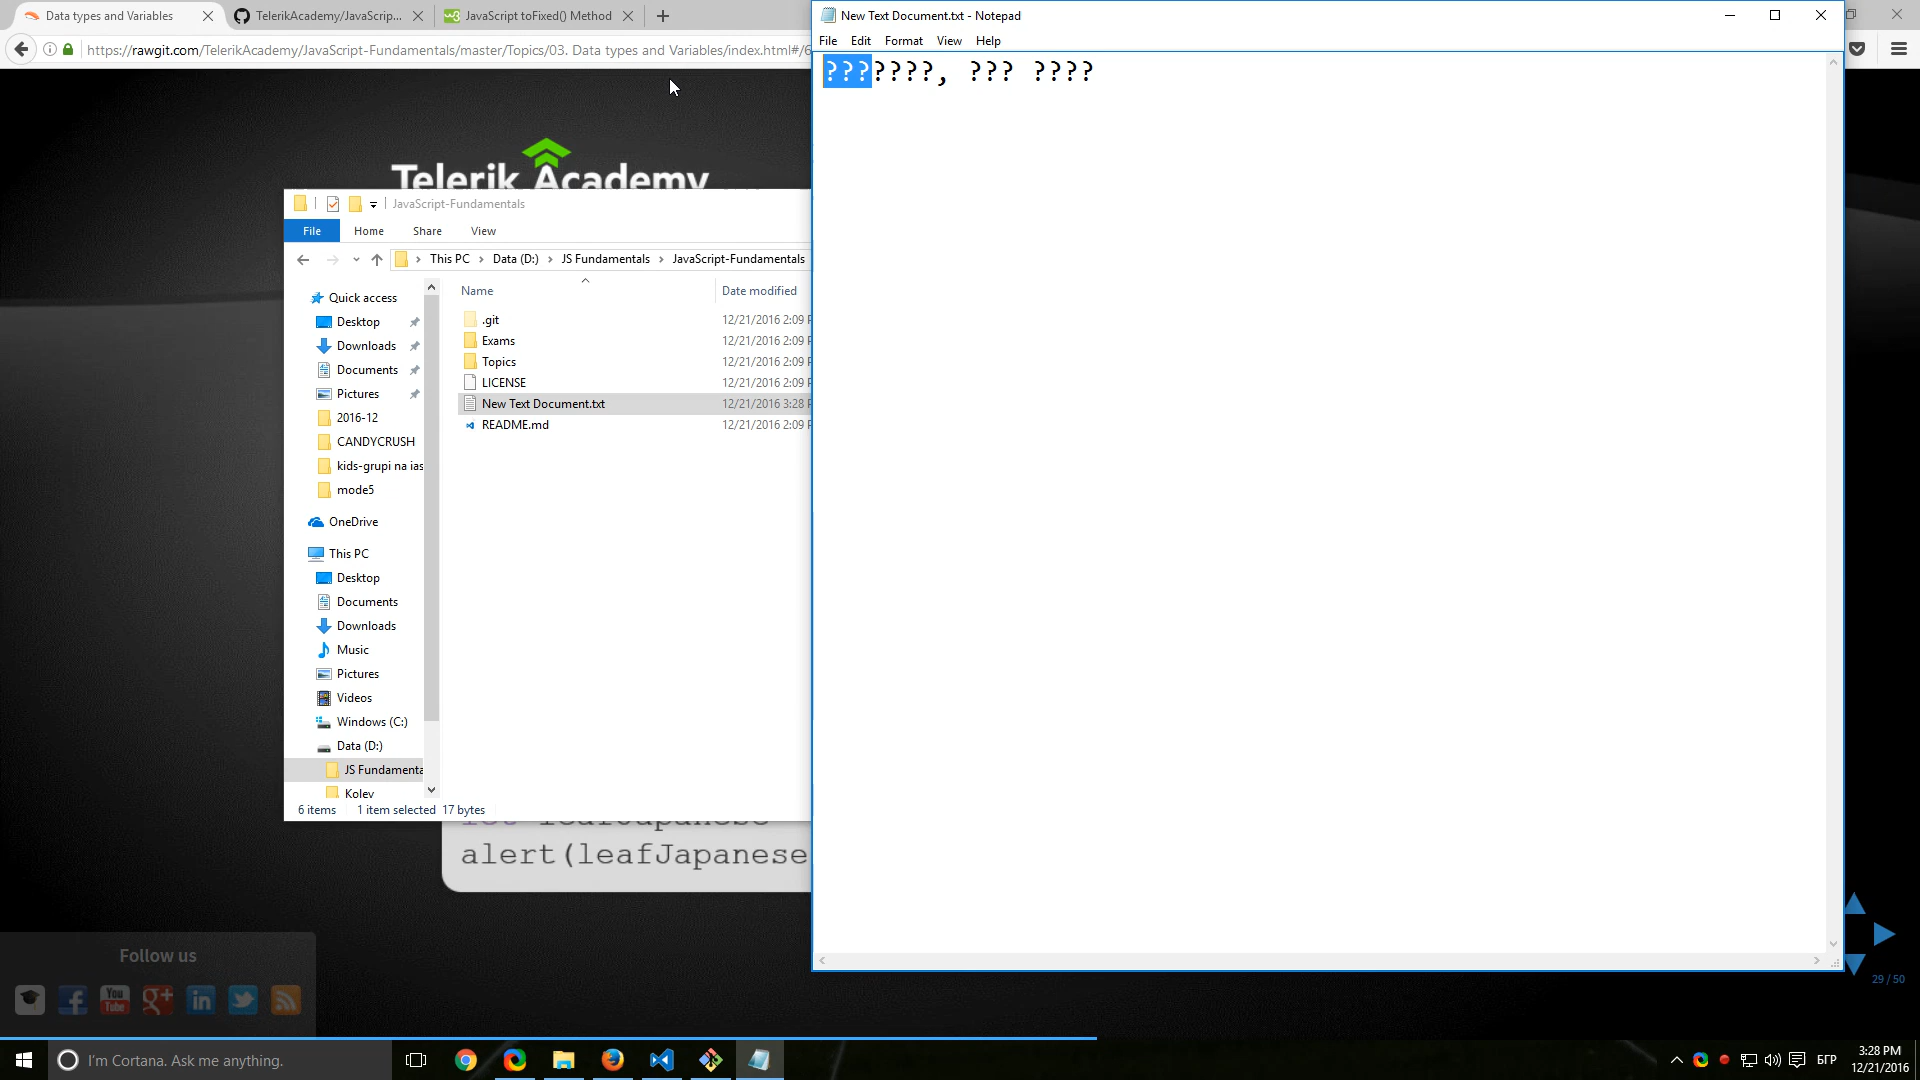 Data types and Variables
TelerikAcademy/JavaScrip...
JavaScript toFixed() Method
https://rawgit.com/TelerikAcademy/JavaScript-Fundamentals/master/Topics/03. Data types and Variables/index.html#/6
New Text Document.txt - Notepad
File Edit Format View Help
???????, ??? ????
Telerik Academy
JavaScript-Fundamentals
File Home Share View
This PC > Data (D:) > JS Fundamentals > JavaScript-Fundamentals
Name Date modified
.git 12/21/2016 2:09 P
Exams 12/21/2016 2:09 P
Topics 12/21/2016 2:09 P
LICENSE 12/21/2016 2:09 P
New Text Document.txt 12/21/2016 3:28 P
README.md 12/21/2016 2:09 P
Quick access
Desktop
Downloads
Documents
Pictures
2016-12
CANDYCRUSH
kids-grupi na ias
mode5
OneDrive
This PC
Desktop
Documents
Downloads
Music
Pictures
Videos
Windows (C:)
Data (D:)
JS Fundamenta
Kolev
6 items 1 item selected 17 bytes
alert(leafJapanese
Follow us
You Tube
29 / 50
I'm Cortana. Ask me anything.
БГР
3:28 PM
12/21/2016